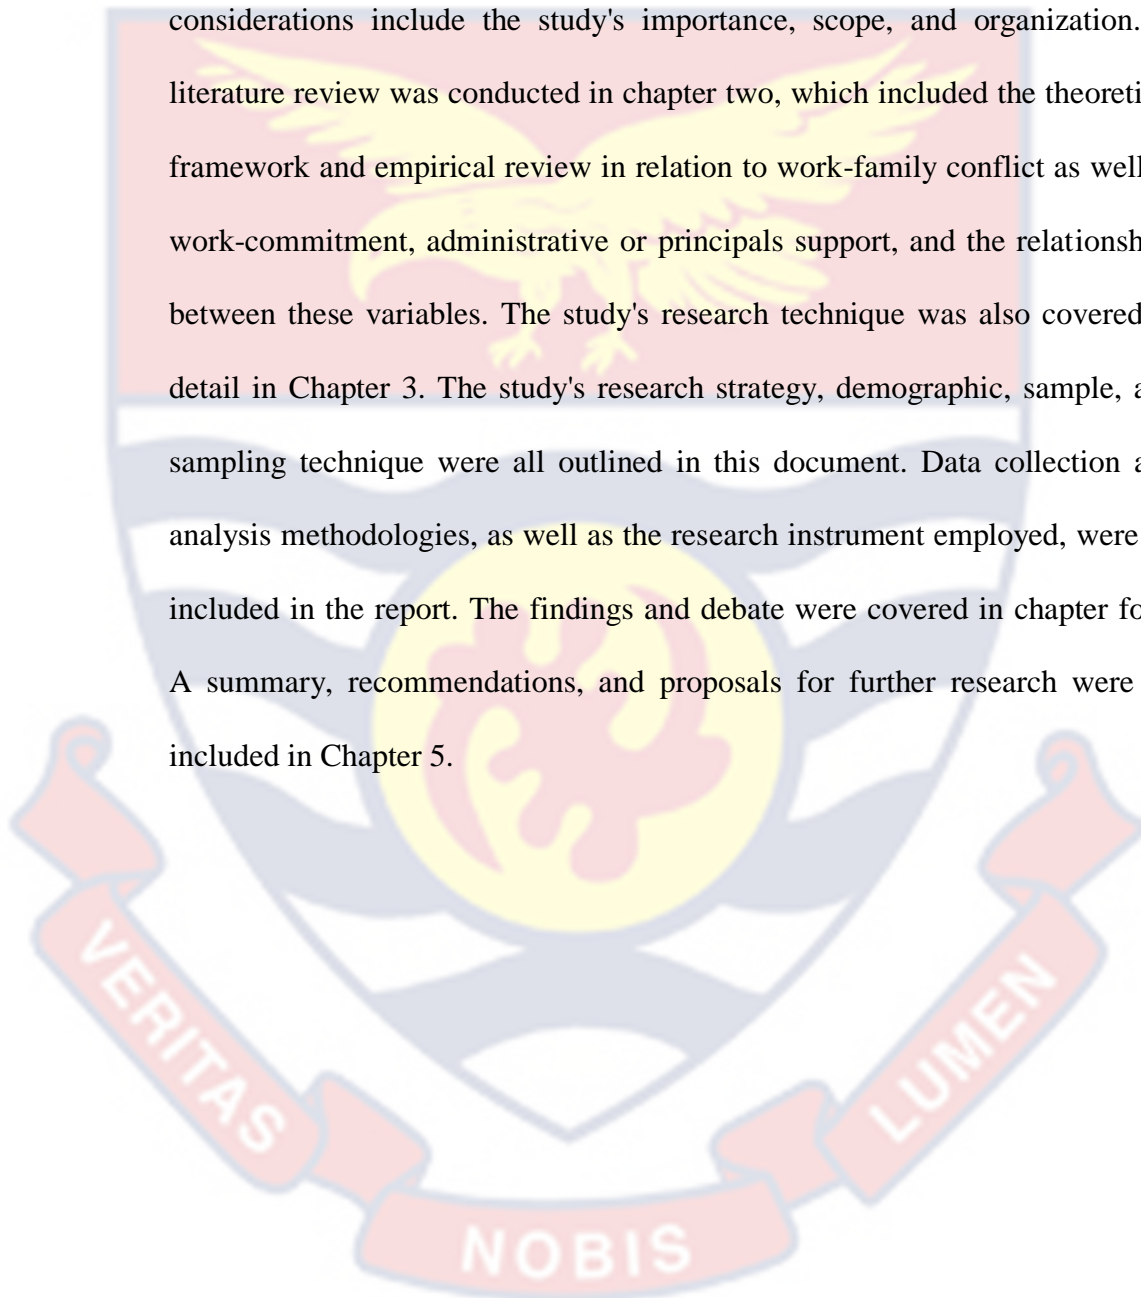 considerations include the study's importance, scope, and organization.
literature review was conducted in chapter two, which included the
framework and empirical review in relation to work-family conflict as well
work-commitment, administrative or principals support, and the
between these variables. The study's research technique was also covered
detail in Chapter 3. The study's research strategy, demographic, sample,
sampling technique were all outlined in this document. Data collection
analysis methodologies, as well as the research instrument employed, were
included in the report. The findings and debate were covered in chapter
A summary, recommendations, and proposals for further research were
included in Chapter 5.
VERITAS
NOBIS
LUMEN